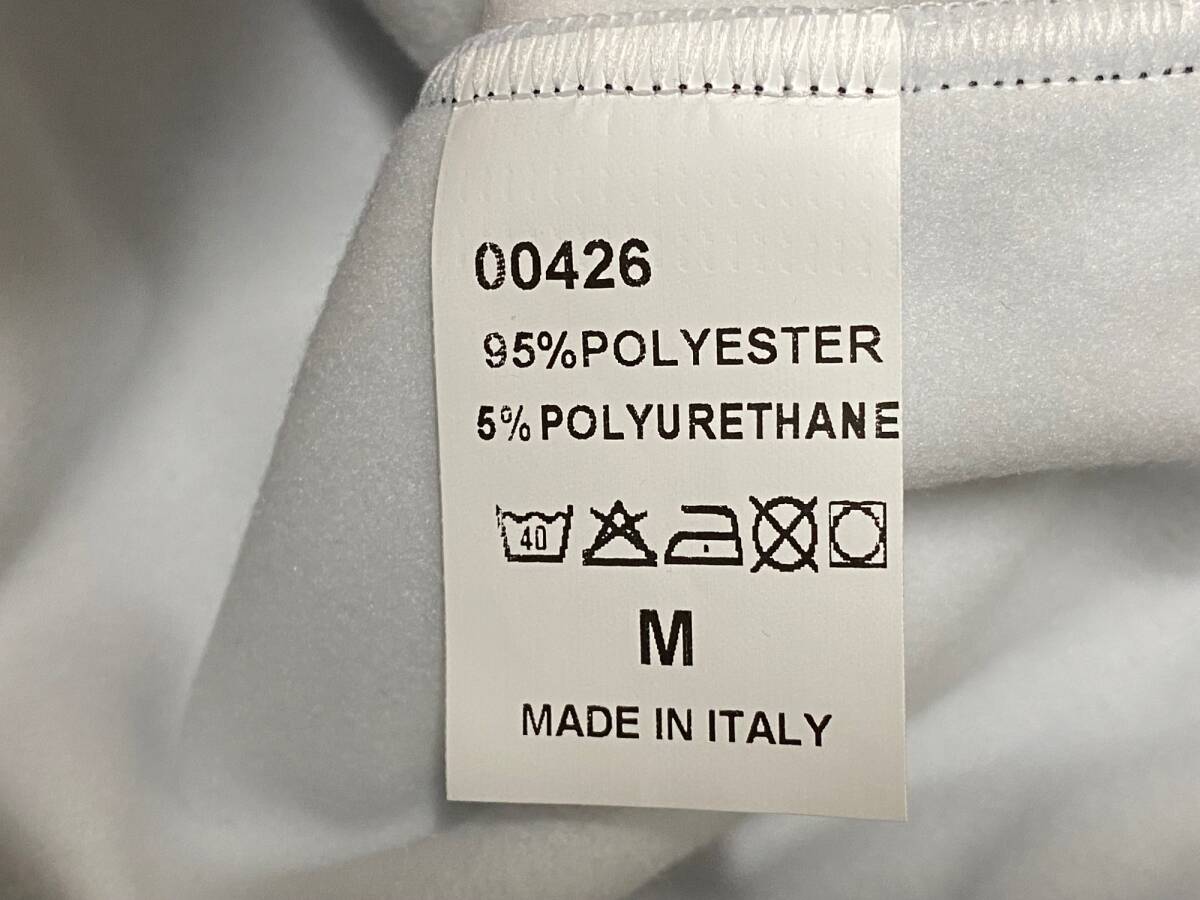 00426
95%POLYESTER
5%POLYURETHANE
40
M
MADE IN ITALY